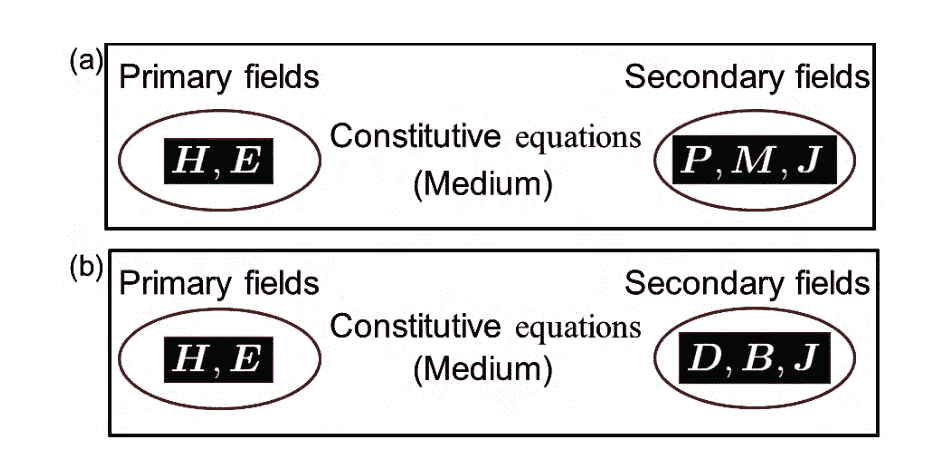 (a)
Primary fields Secondary fields
H, E Constitutive equations P, M, J
(Medium)
(b)
Primary fields Secondary fields
Constitutive equations
H, E (Medium) D, B, J